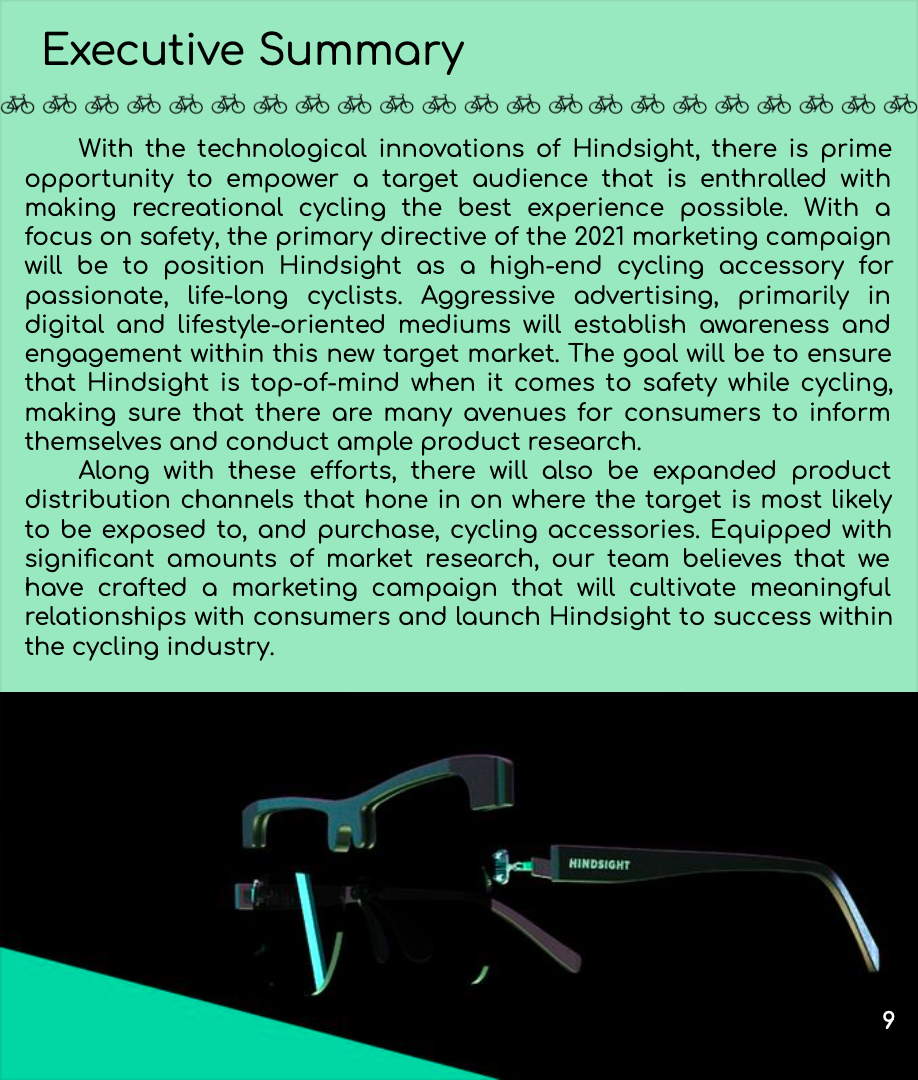 Executive Summary
With the technological innovations of Hindsight, there is prime
opportunity to empower a target audience that is enthralled with
making recreational cycling the best experience possible. With a
focus on safety, the primary directive of the 2021 marketing campaign
will be to position Hindsight as a high-end cycling accessory for
passionate, life-long cyclists. Aggressive advertising, primarily in
digital and lifestyle-oriented mediums will establish awareness and
engagement within this new target market. The goal will be to ensure
that Hindsight is top-of-mind when it comes to safety while cycling,
making sure that there are many avenues for consumers to inform
themselves and conduct ample product research.
Along with these efforts, there will also be expanded product
distribution channels that hone in on where the target is most likely
to be exposed to, and purchase, cycling accessories. Equipped with
significant amounts of market research, our team believes that we
have crafted a marketing campaign that will cultivate meaningful
relationships with consumers and launch Hindsight to success within
the cycling industry.
HINDSIGHT
9